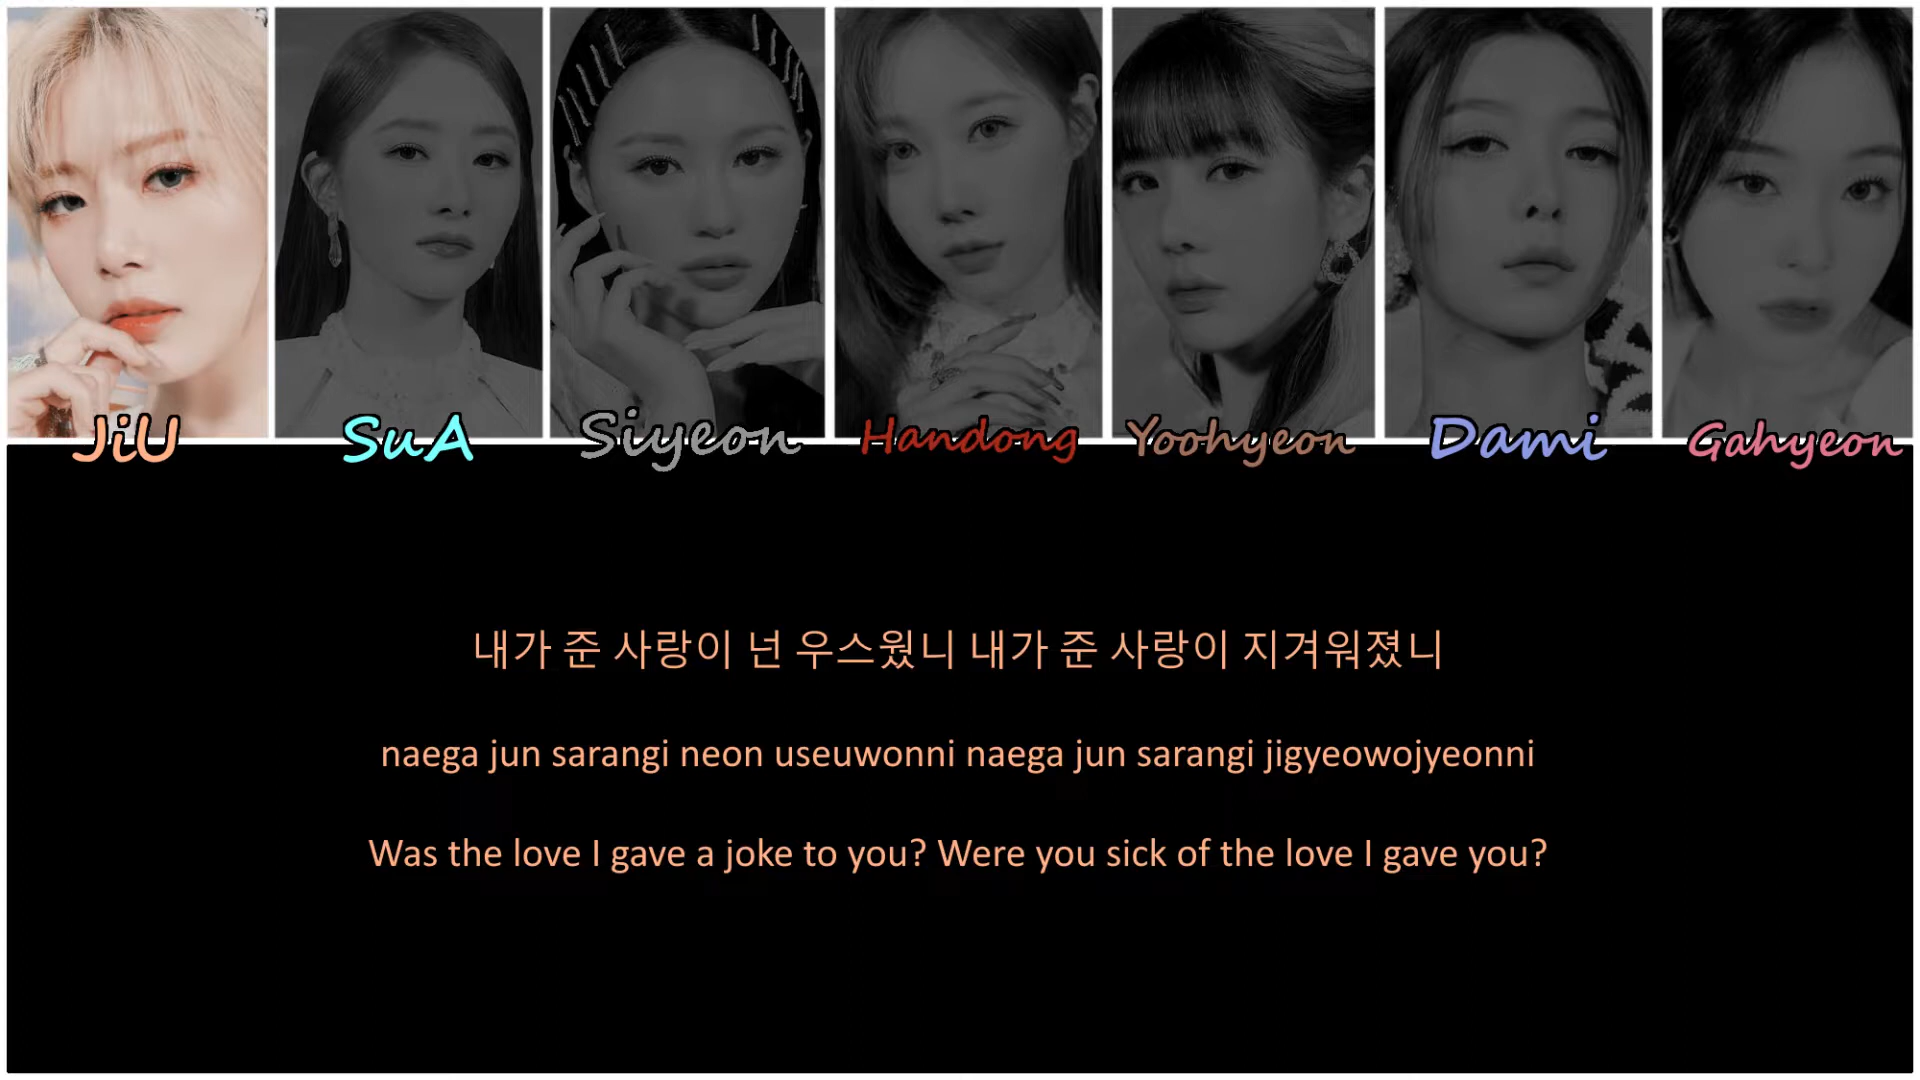 JiU
SuA
Siyeon
Handong
Yoohyeon
Dami
Gahyeon
내가 준 사랑이 넌 우스웠니 내가 준 사랑이 지겨워졌니
naega jun sarangi neon useuwonni naega jun sarangi jigyeowojyeonni
Was the love I gave a joke to you? Were you sick of the love I gave you?